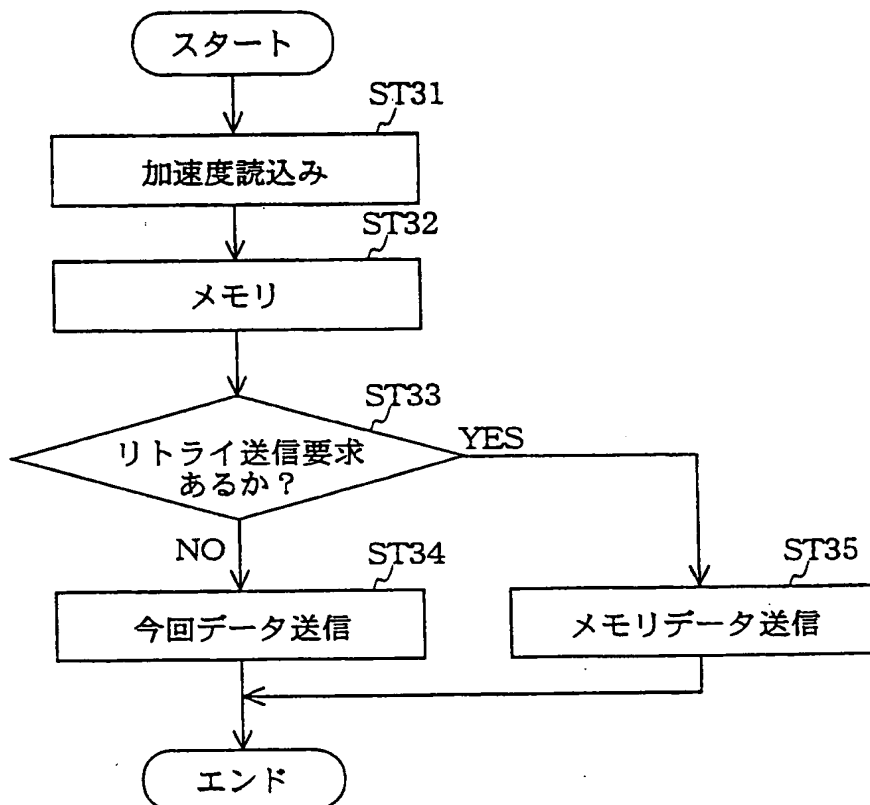 スタート
ST31
加速度読込み
ST32
メモリ
ST33
リトライ送信要求
あるか？
YES
NO
ST34
今回データ送信
ST35
メモリデータ送信
エンド